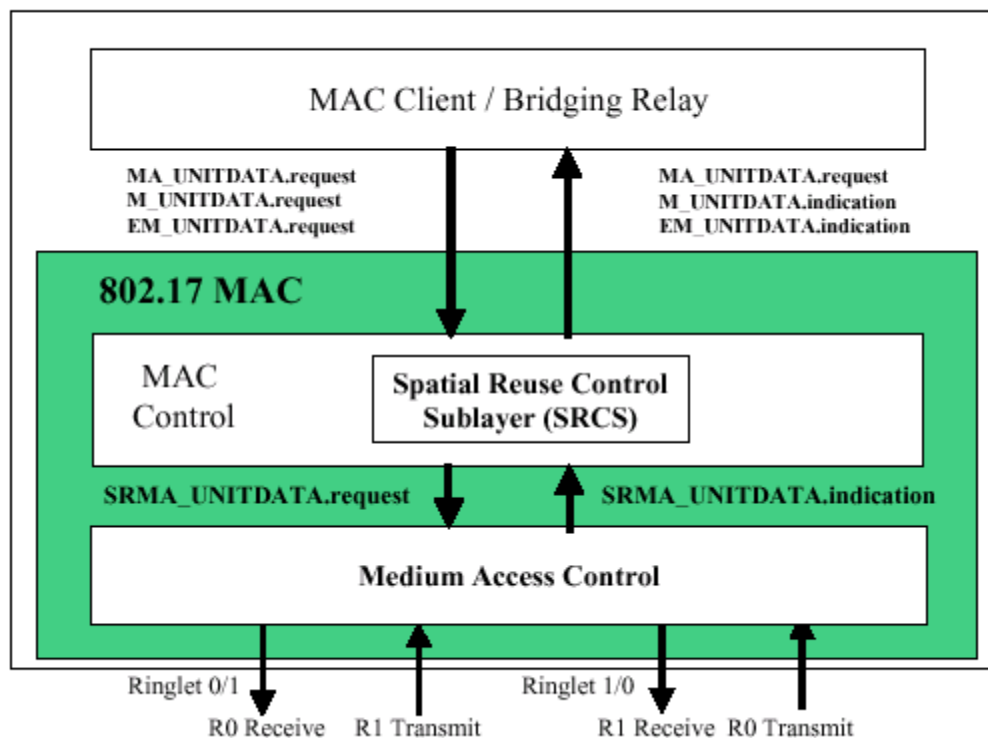 MAC Client / Bridging Relay
MA_UNITDATA.request
M_UNITDATA.request
EM_UNITDATA.request
MA_UNITDATA.request
M_UNITDATA.indication
EM_UNITDATA.indication
802.17 MAC
MAC
Control
Spatial Reuse Control
Sublayer (SRCS)
SRMA_UNITDATA.request
SRMA_UNITDATA.indication
Medium Access Control
Ringlet 0/1
Ringlet 1/0
R0 Receive
R1 Transmit
R1 Receive
R0 Transmit